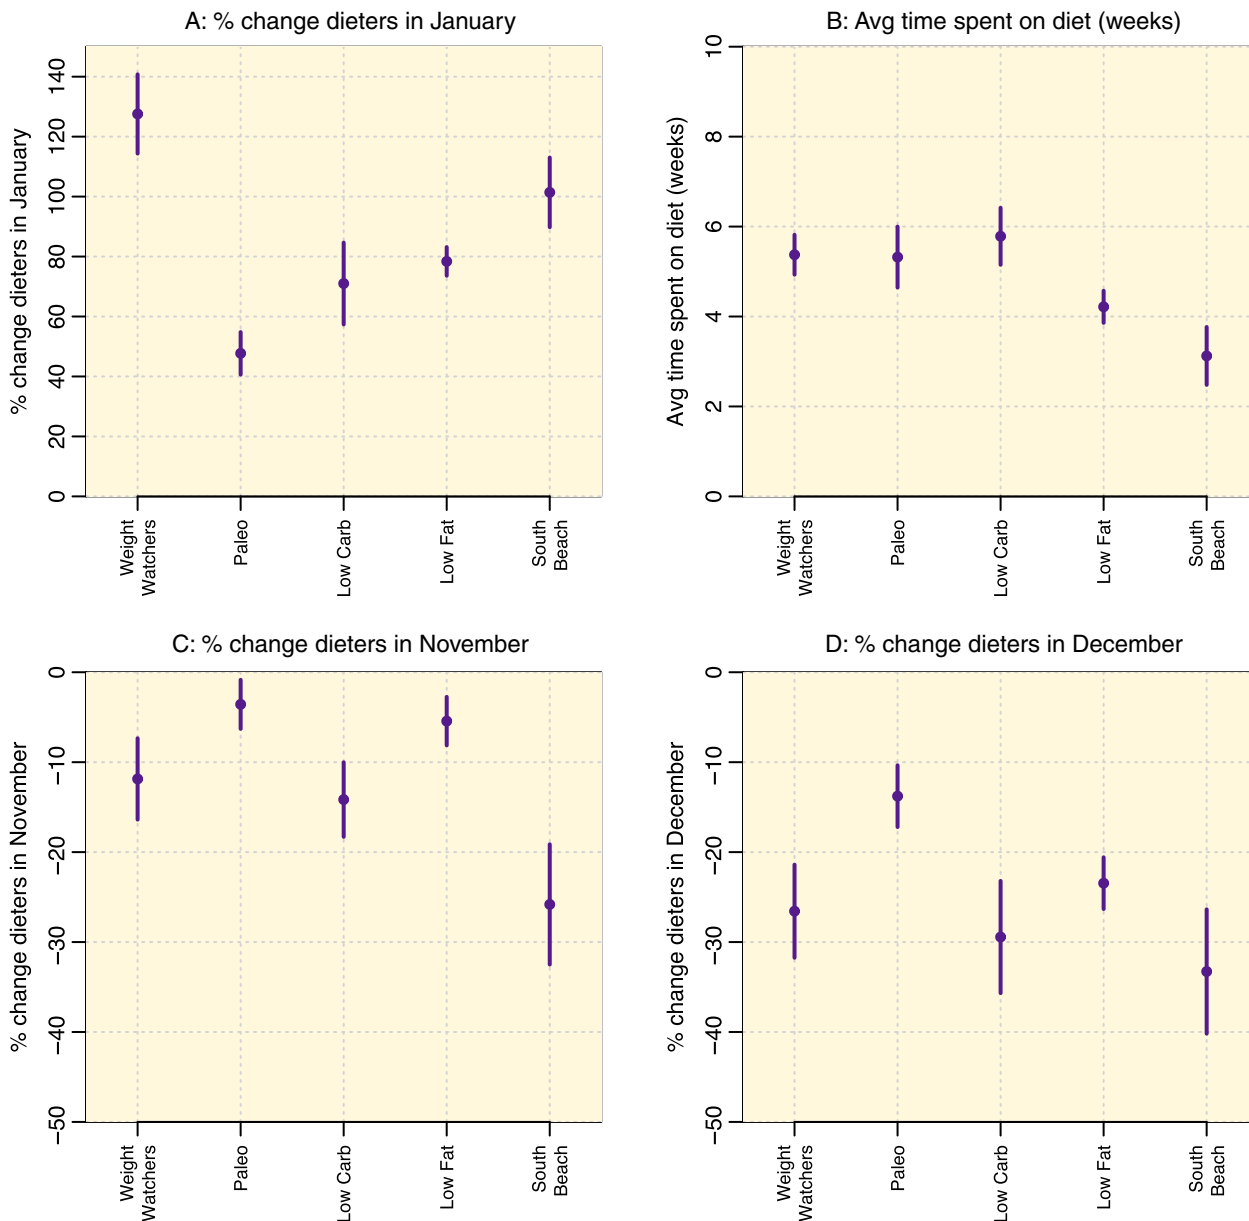 A: % change dieters in January
% change dieters in January
140
120
100
80
60
40
20
0
Weight
Watchers
Paleo
Low Carb
Low Fat
South
Beach
B: Avg time spent on diet (weeks)
Avg time spent on diet (weeks)
10
8
6
4
2
0
Weight
Watchers
Paleo
Low Carb
Low Fat
South
Beach
C: % change dieters in November
% change dieters in November
0
−10
−20
−30
−40
−50
Weight
Watchers
Paleo
Low Carb
Low Fat
South
Beach
D: % change dieters in December
% change dieters in December
0
−10
−20
−30
−40
−50
Weight
Watchers
Paleo
Low Carb
Low Fat
South
Beach